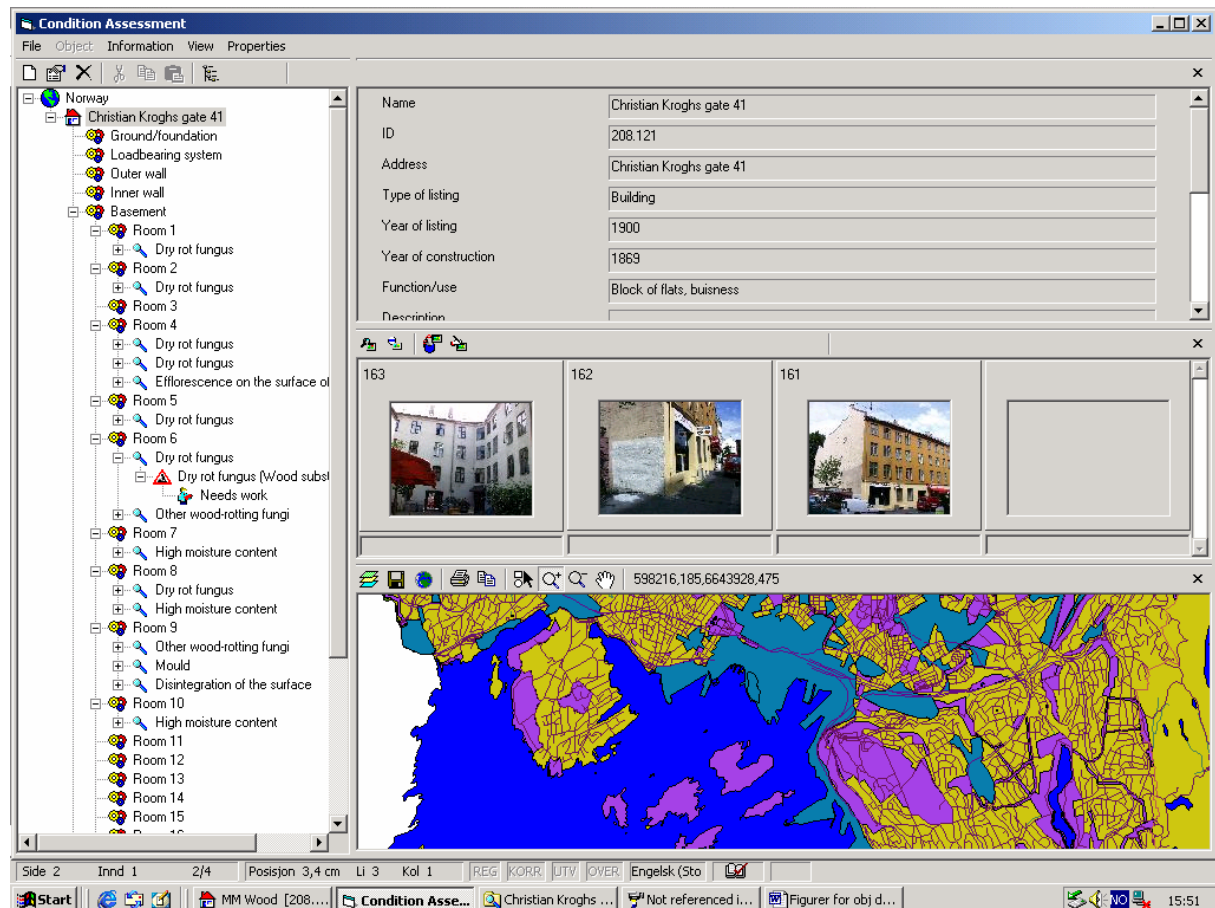 Condition Assessment
File Object Information View Properties
Norway
Christian Kroghs gate 41
Ground/foundation
Loadbearing system
Outer wall
Inner wall
Basement
Room 1
Dry rot fungus
Room 2
Dry rot fungus
Room 3
Room 4
Dry rot fungus
Dry rot fungus
Efflorescence on the surface of
Room 5
Dry rot fungus
Room 6
Dry rot fungus
Dry rot fungus (Wood subst
Needs work
Other wood-rotting fungi
Room 7
High moisture content
Room 8
Dry rot fungus
High moisture content
Room 9
Other wood-rotting fungi
Mould
Disintegration of the surface
Room 10
High moisture content
Room 11
Room 12
Room 13
Room 14
Room 15
Name Christian Kroghs gate 41
ID 208.121
Address Christian Kroghs gate 41
Type of listing Building
Year of listing 1900
Year of construction 1869
Function/use Block of flats, buisness
Description
163 162 161
598216,185,6643928,475
Side 2 Innd 1 2/4 Posisjon 3,4 cm Li 3 Kol 1 REG KORR UTV OVER Engelsk (Sto
Start MM Wood [208.... Condition Asse... Christian Kroghs ... Not referenced i... Figurer for obj d... NO 15:51